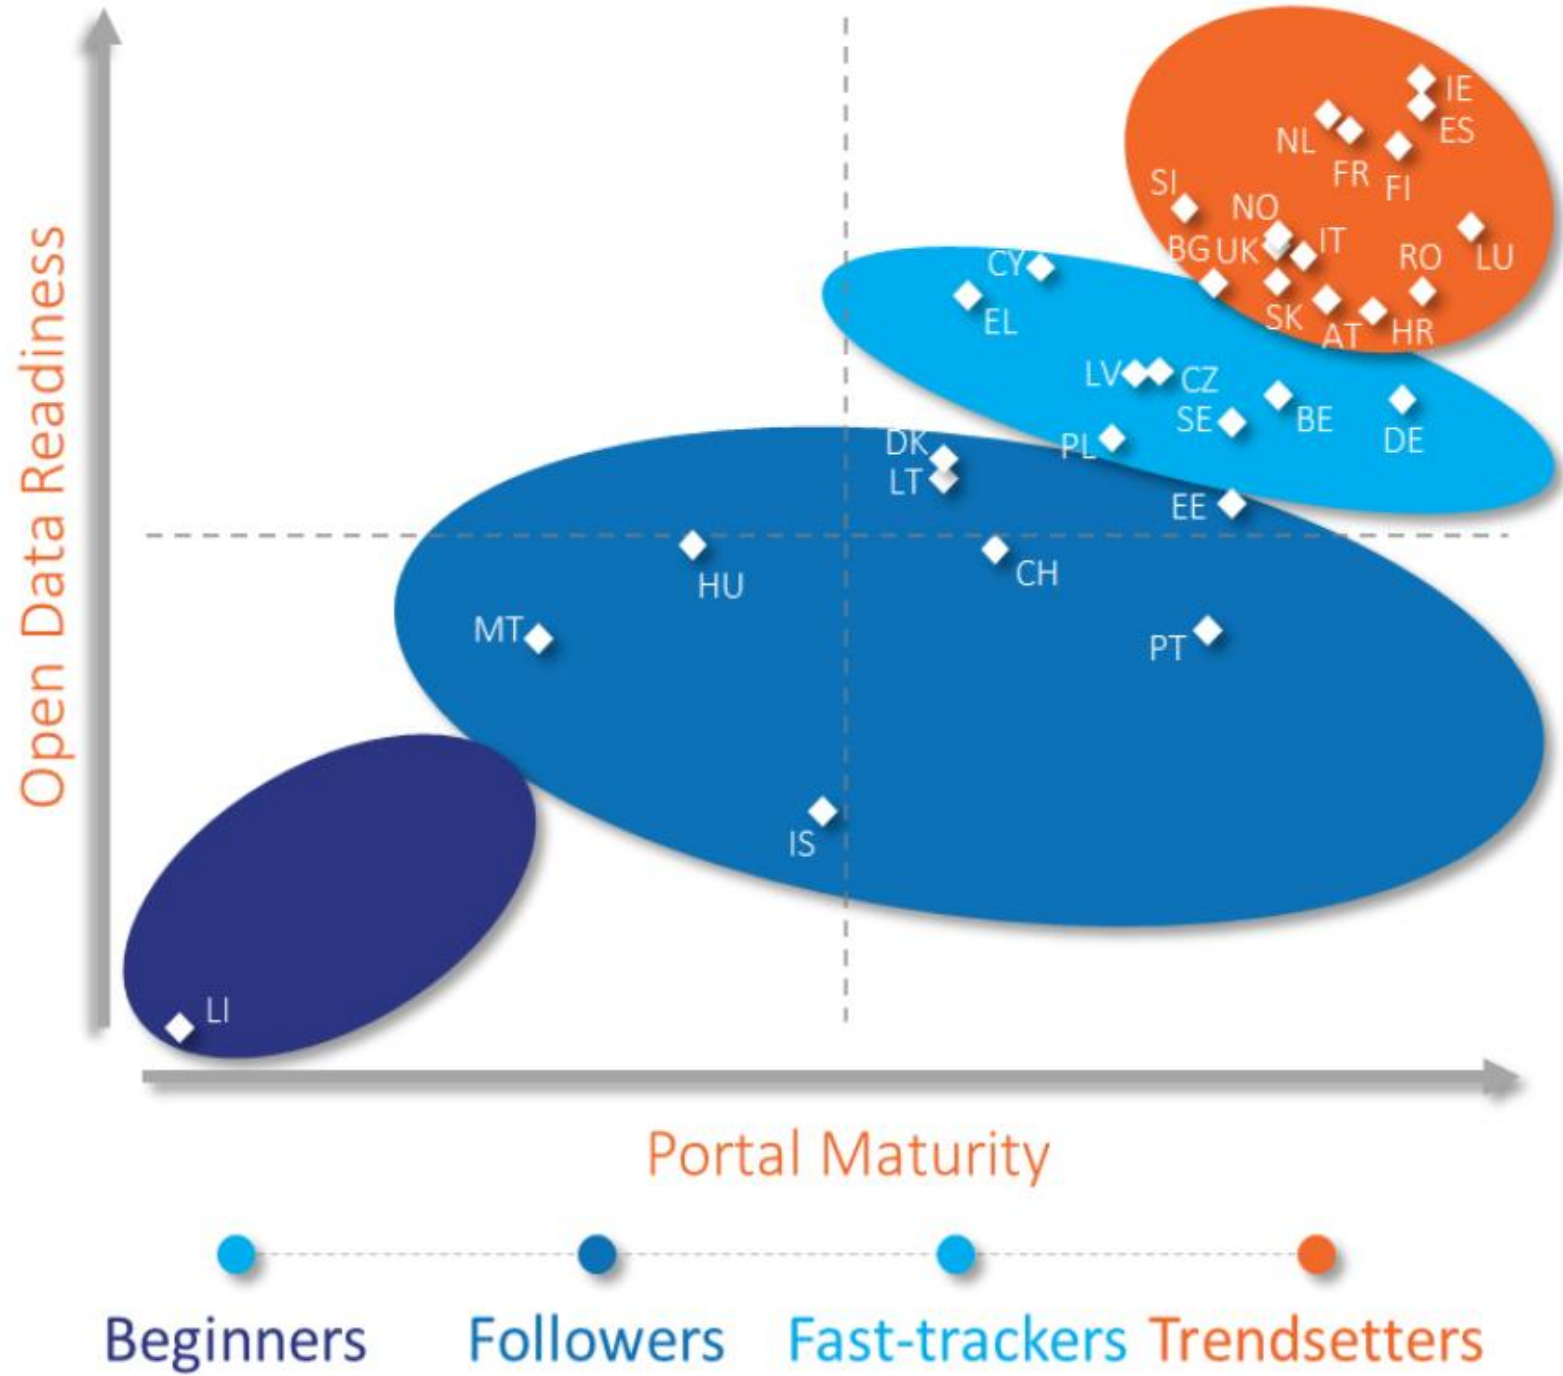 Open Data Readiness
IE
ES
NL
FR
FI
SI
NO
BG
UK
IT
RO
LU
SK
AT
HR
CY
EL
LV
CZ
SE
BE
DE
PL
DK
LT
EE
HU
CH
MT
PT
IS
LI
Portal Maturity
Beginners
Followers
Fast-trackers
Trendsetters